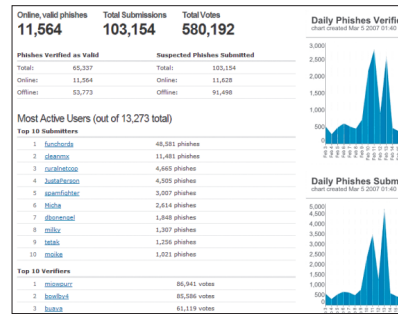 Online, valid phishes Total Submissions Total Votes
11,564 103,154 580,192
Phishes Verified as Valid Suspected Phishes Submitted
Total: 65,337 Total: 103,154
Online: 11,564 Online: 11,628
Offline: 53,773 Offline: 91,498
Most Active Users (out of 13,273 total)
Top 10 Submitters
1 funchords 48,581 phishes
2 cleanmx 11,481 phishes
3 ruralnetcop 4,665 phishes
4 JustaPerson 4,505 phishes
5 spamfighter 3,007 phishes
6 Micha 2,614 phishes
7 1,848 phishes
8 milky 1,307 phishes
9 tatak 1,256 phishes
10 1,021 phishes
Top 10 Verifiers
1 86,941 votes
2 85,586 votes
3 buaya 61,119 votes
Daily Phishes Verifi
chart created Mar 5 2007 01:40
3,000
2,500
2,000
1,500
1,000
500
0
Daily Phishes Subm
chart created Mar 5 2007 01:40
5,000
4,500
4,000
3,500
3,000
2,500
2,000
1,500
1,000
500
0